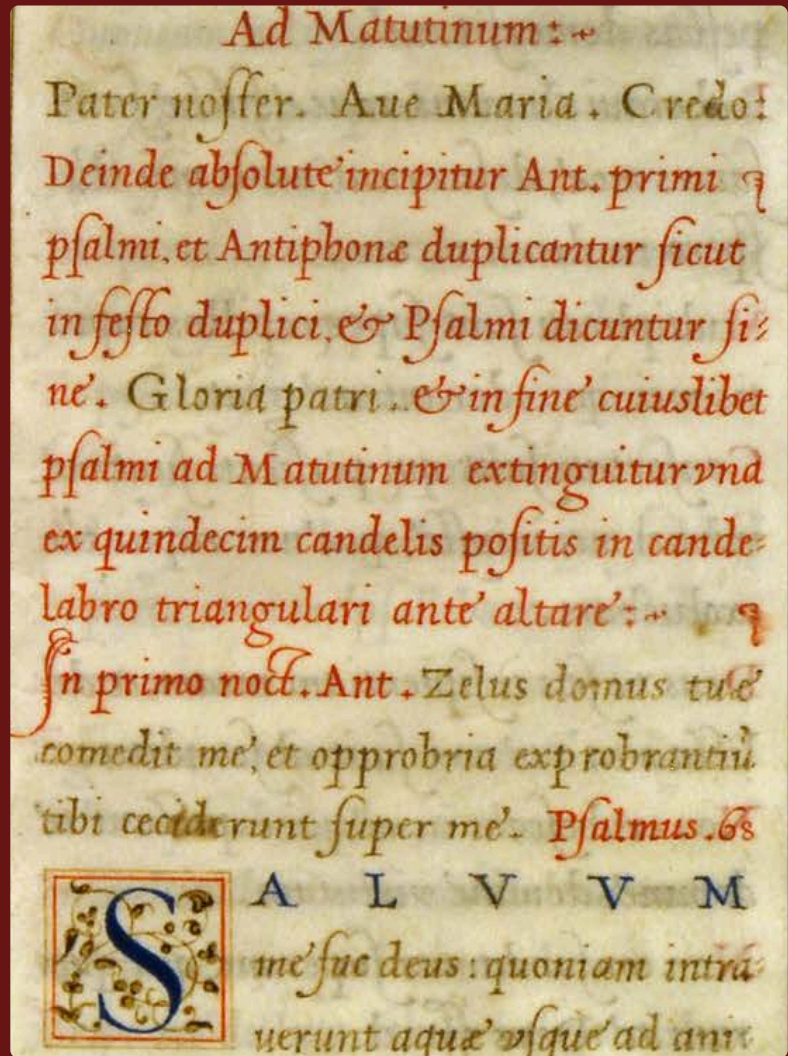 Ad Matutinum:~
Pater noſter. Aue Maria. Credo:
Deinde abſolute incipitur Ant. primi
pſalmi, et Antiphonæ duplicantur ſicut
in feſto duplici, & Pſalmi dicuntur ſi⸗
ne. Gloria patri. & in fine cuiuslibet
pſalmi ad Matutinum extinguitur vna
ex quindecim candelis poſitis in cande⸗
labro triangulari ante altare:~
In primo noct. Ant. Zelus domus tuæ
comedit me, et opprobria exprobrantiũ
tibi ceciderunt ſuper me. Pſalmus. 68
SALVVM
me fac deus: quoniam intra⸗
uerunt aquæ vſque ad ani⸗